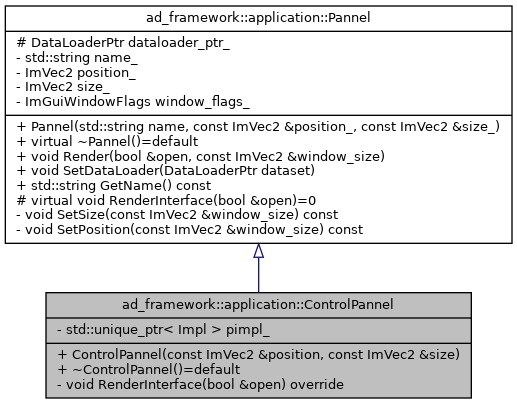 ad_framework::application::Pannel
# DataLoaderPtr dataloader_ptr_
- std::string name_
- ImVec2 position_
- ImVec2 size_
- ImGuiWindowFlags window_flags_
+ Pannel(std::string name, const ImVec2 &position_, const ImVec2 &size_)
+ virtual ~Pannel()=default
+ void Render(bool &open, const ImVec2 &window_size)
+ void SetDataLoader(DataLoaderPtr dataset)
+ std::string GetName() const
# virtual void RenderInterface(bool &open)=0
- void SetSize(const ImVec2 &window_size) const
- void SetPosition(const ImVec2 &window_size) const
ad_framework::application::ControlPannel
- std::unique_ptr< Impl > pimpl_
+ ControlPannel(const ImVec2 &position, const ImVec2 &size)
+ ~ControlPannel()=default
- void RenderInterface(bool &open) override